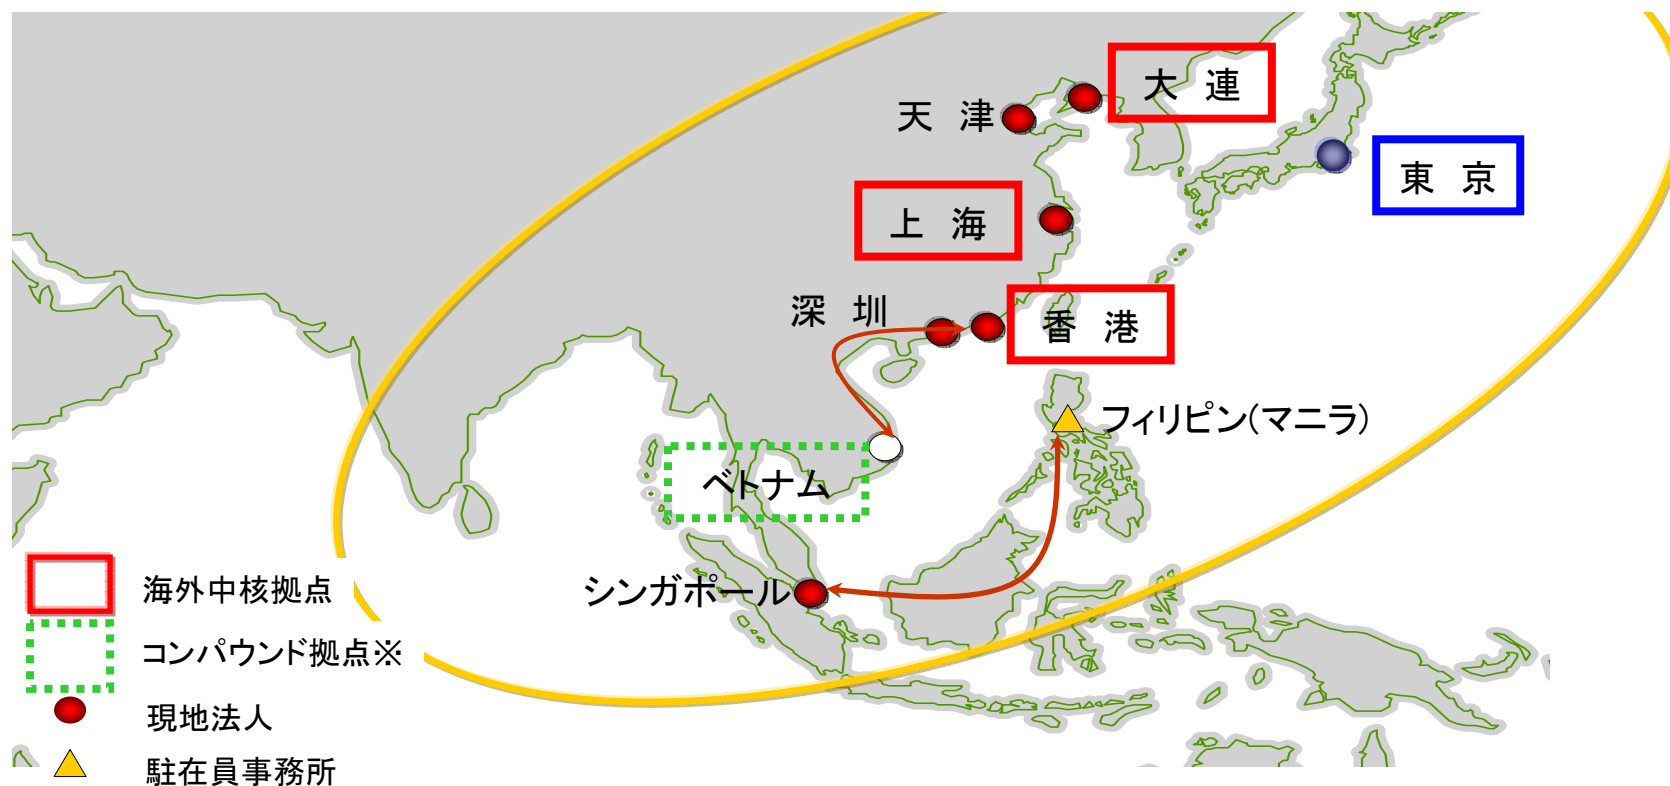 大 連
天 津
東 京
上 海
深 圳
香 港
フィリピン(マニラ)
ベトナム
シンガポール
海外中核拠点
コンパウンド拠点※
現地法人
駐在員事務所